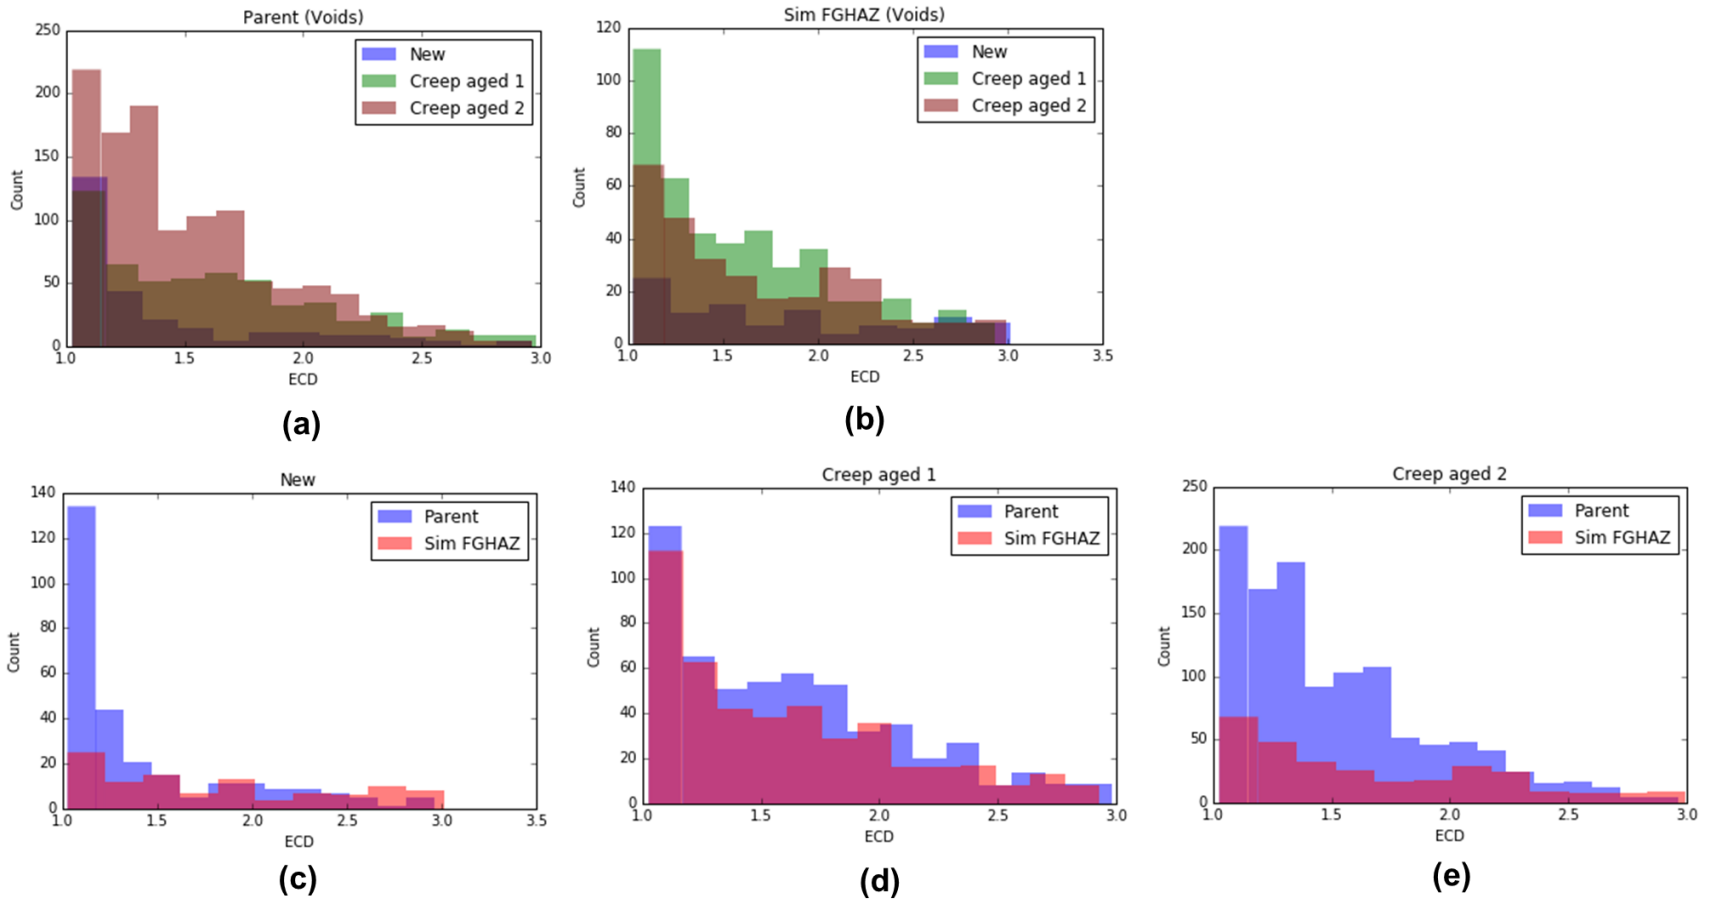 Parent (Voids)
250
200
150
100
50
0
Count
New
Creep aged 1
Creep aged 2
1.0 1.5 2.0 2.5 3.0
ECD
(a)
Sim FGHAZ (Voids)
120
100
80
60
40
20
0
Count
New
Creep aged 1
Creep aged 2
1.0 1.5 2.0 2.5 3.0 3.5
ECD
(b)
New
140
120
100
80
60
40
20
0
Count
Parent
Sim FGHAZ
1.0 1.5 2.0 2.5 3.0 3.5
ECD
(c)
Creep aged 1
140
120
100
80
60
40
20
0
Count
Parent
Sim FGHAZ
1.0 1.5 2.0 2.5 3.0
ECD
(d)
Creep aged 2
250
200
150
100
50
0
Count
Parent
Sim FGHAZ
1.0 1.5 2.0 2.5 3.0
ECD
(e)